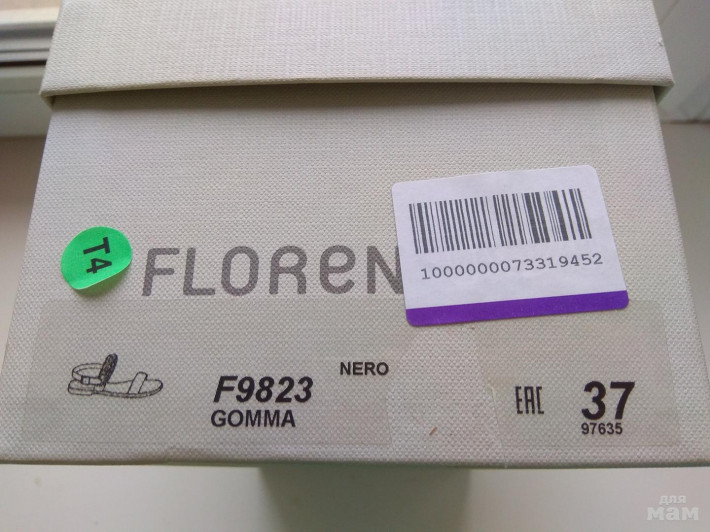 T4
FLOREN
1000000073319452
NERO
F9823
GOMMA
EAC
37
97635
для
мам